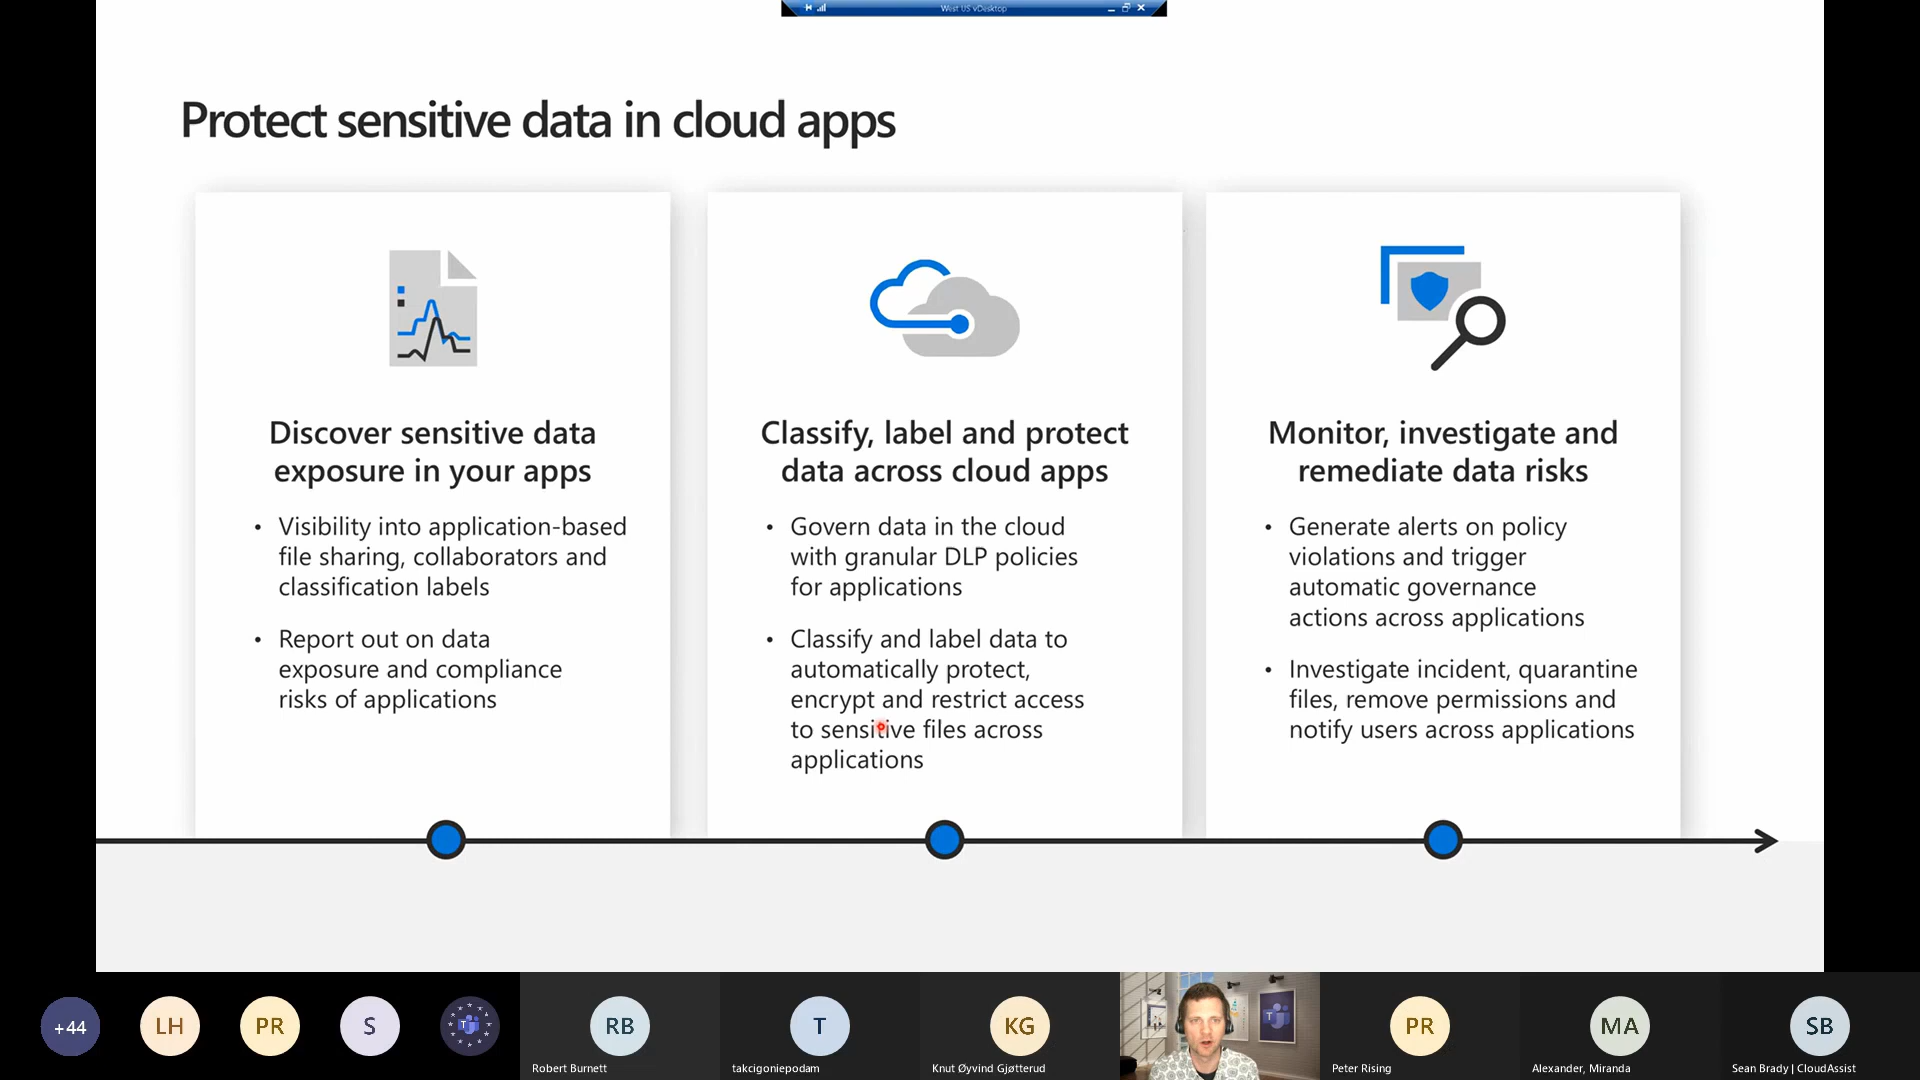 West US vDesktop
Protect sensitive data in cloud apps
Discover sensitive data
exposure in your apps
• Visibility into application-based
file sharing, collaborators and
classification labels
• Report out on data
exposure and compliance
risks of applications
Classify, label and protect
data across cloud apps
• Govern data in the cloud
with granular DLP policies
for applications
• Classify and label data to
automatically protect,
encrypt and restrict access
to sensitive files across
applications
Monitor, investigate and
remediate data risks
• Generate alerts on policy
violations and trigger
automatic governance
actions across applications
• Investigate incident, quarantine
files, remove permissions and
notify users across applications
+44
LH
PR
S
T
RB
Robert Burnett
T
takcigoniepodam
KG
Knut Øyvind Gjøtterud
T
PR
Peter Rising
MA
Alexander, Miranda
SB
Sean Brady | CloudAssist